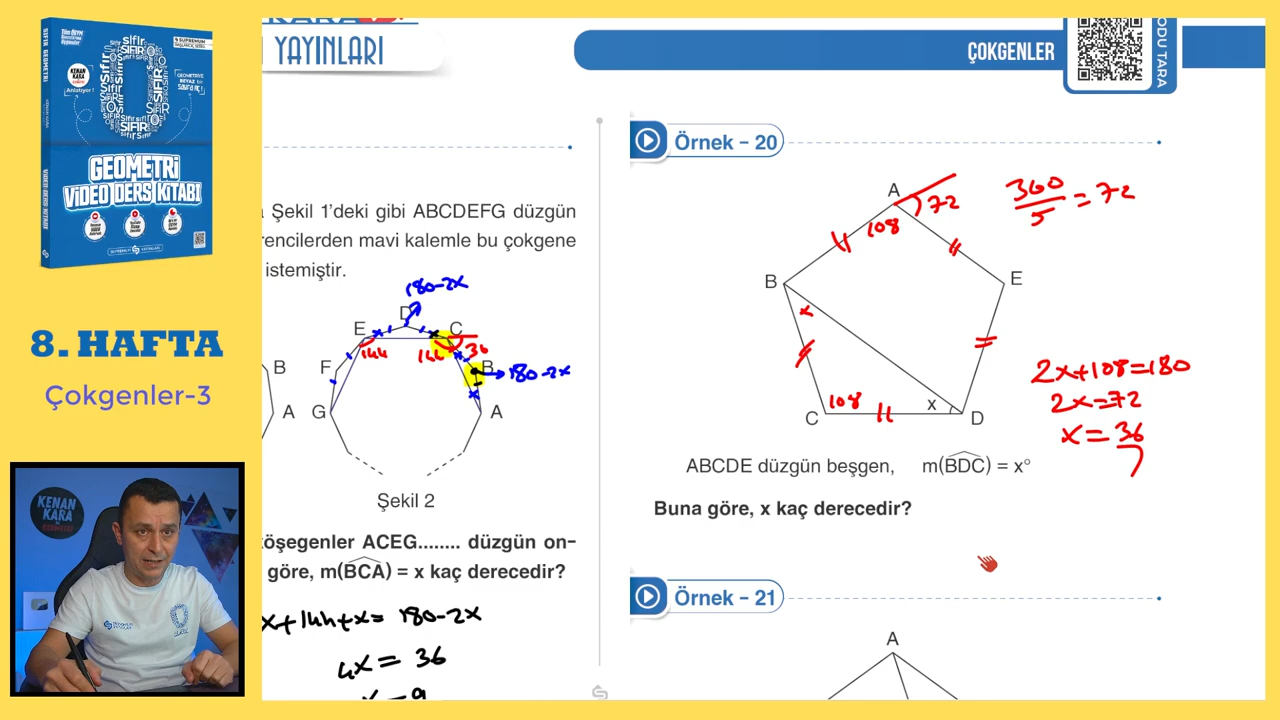 GEOMETRİ
VİDEO DERS KİTABI
8. HAFTA
Çokgenler-3
KENAN
KARA
YAYINLARI
a Şekil 1'deki gibi ABCDEFG düzgün
rencilerden mavi kalemle bu çokgene
istemiştir.
180-2x
D
E
C
144
144
36
F
B
B
180-2x
x
A
G
A
Şekil 2
köşegenler ACEG........ düzgün on-
göre, m(BCA) = x kaç derecedir?
x+144+x= 180-2x
4x = 36
x = 9
ÇOKGENLER
ODU TARA
Örnek - 20
A
72
360/5 = 72
108
B
E
x
2x+108=180
2x=72
x = 36
108
x
C
D
ABCDE düzgün beşgen, m(BDC) = x°
Buna göre, x kaç derecedir?
Örnek - 21
A